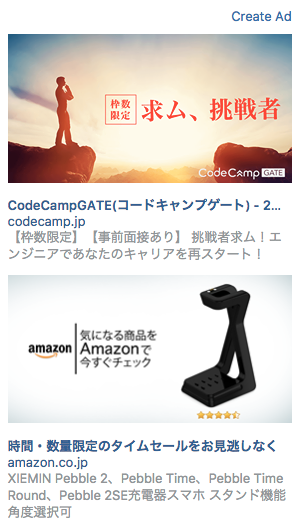 Create Ad
枠数
限定
求ム、挑戦者
CodeCamp GATE
CodeCampGATE(コードキャンプゲート) - 2...
codecamp.jp
【枠数限定】【事前面接あり】 挑戦者求ム！エ
ンジニアであなたのキャリアを再スタート！
amazon
気になる商品を
Amazonで
今すぐチェック
時間・数量限定のタイムセールをお見逃しなく
amazon.co.jp
XIEMIN Pebble 2、Pebble Time、Pebble Time
Round、Pebble 2SE充電器スマホ スタンド機能
角度選択可